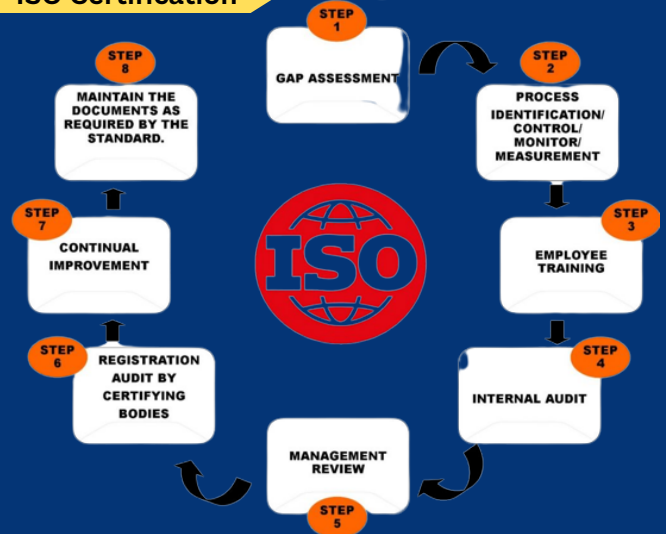 ISO Certification
STEP
1
GAP ASSESSMENT
STEP
2
PROCESS
IDENTIFICATION/
CONTROL/
MONITOR/
MEASUREMENT
STEP
3
EMPLOYEE
TRAINING
STEP
4
INTERNAL AUDIT
MANAGEMENT
REVIEW
STEP
5
STEP
6
REGISTRATION
AUDIT BY
CERTIFYING
BODIES
STEP
7
CONTINUAL
IMPROVEMENT
STEP
8
MAINTAIN THE
DOCUMENTS AS
REQUIRED BY THE
STANDARD.
ISO